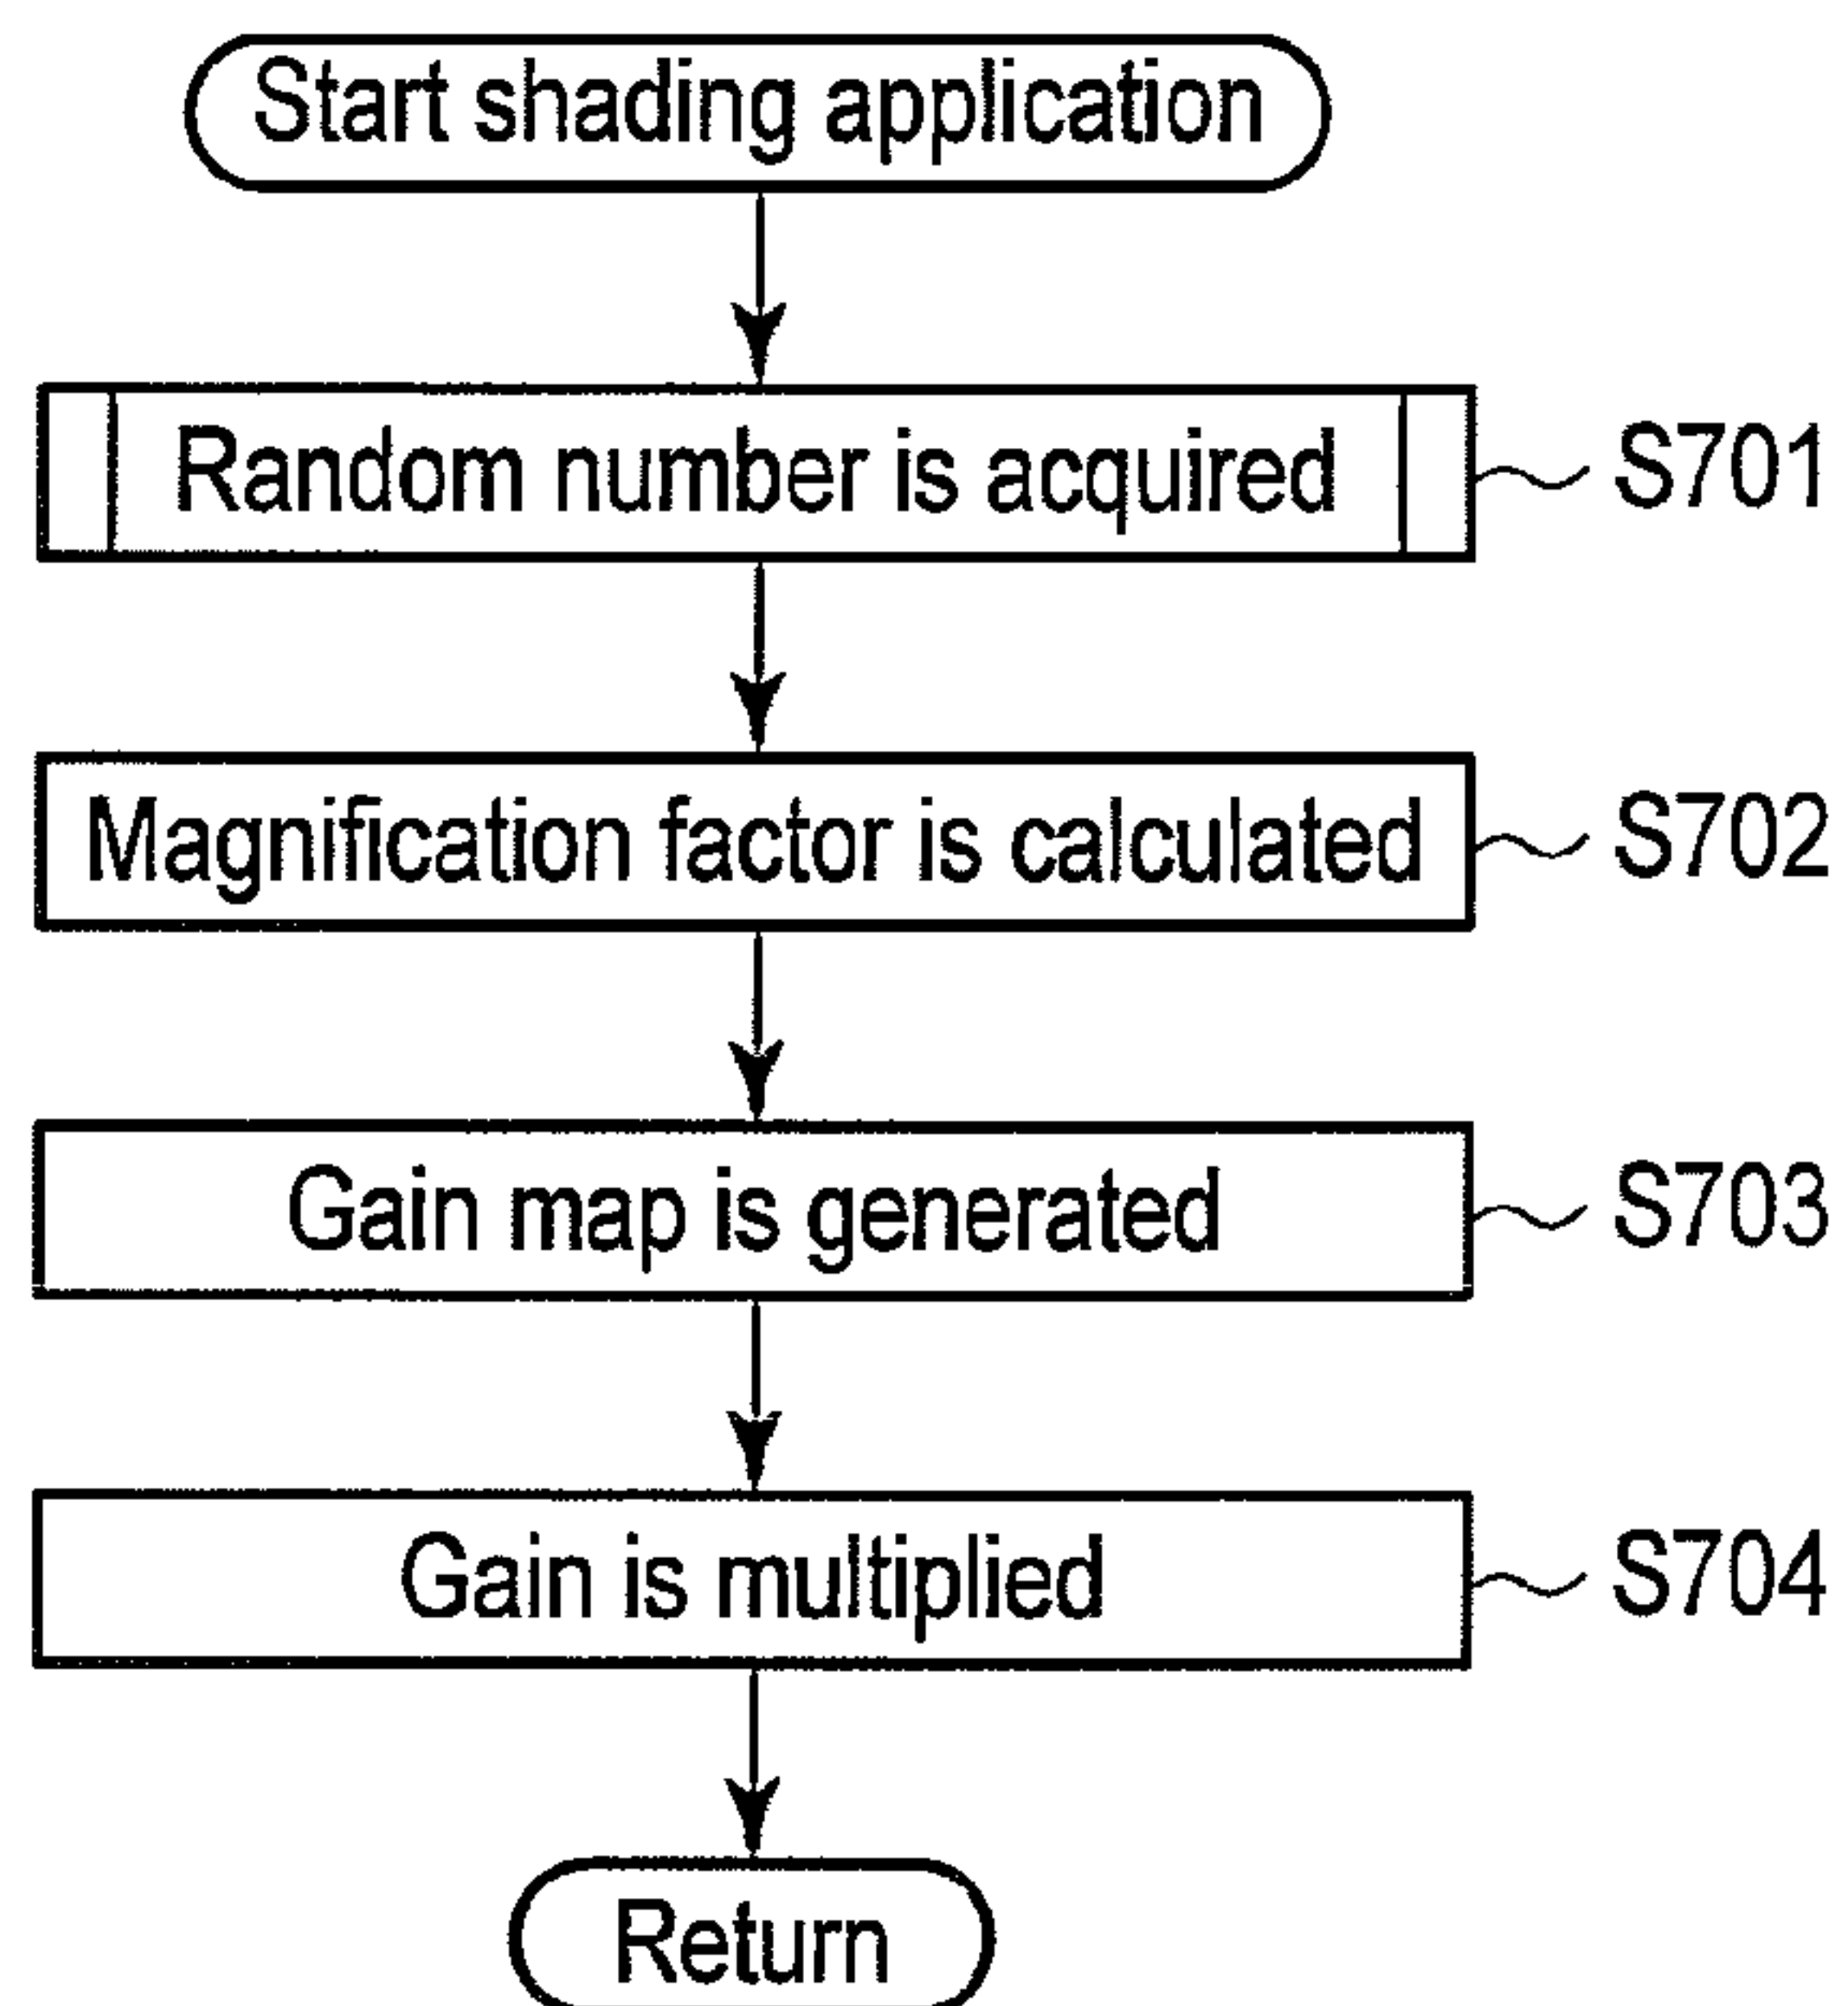 Start shading application
Random number is acquired
S701
Magnification factor is calculated
S702
Gain map is generated
S703
Gain is multiplied
S704
Return